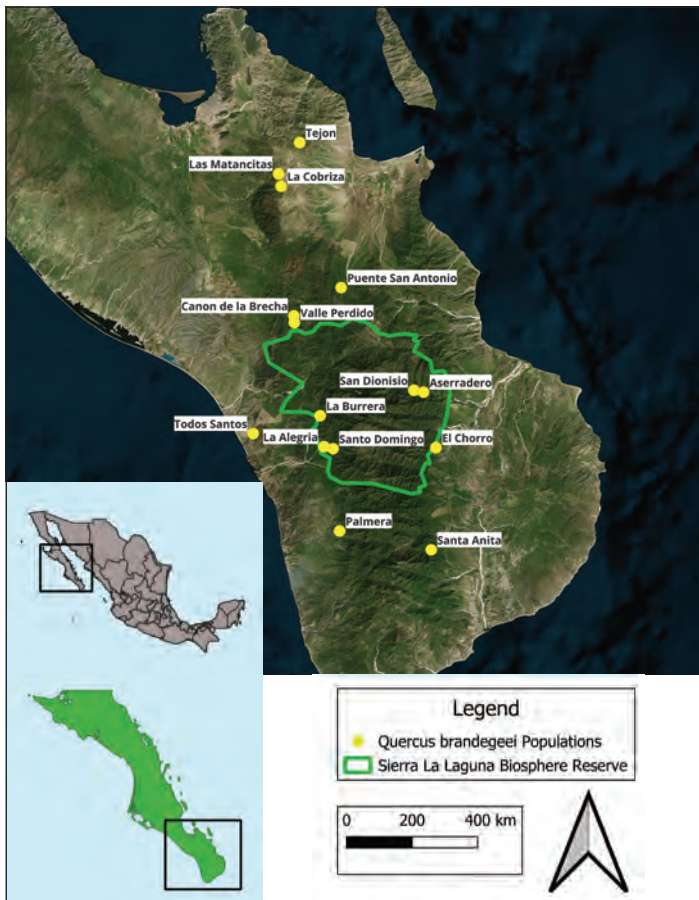 Tejon
Las Matancitas
La Cobriza
Puente San Antonio
Canon de la Brecha
Valle Perdido
San Dionisio
Aserradero
La Burrera
Todos Santos
La Alegria
Santo Domingo
El Chorro
Palmera
Santa Anita
Legend
Quercus brandegeei Populations
Sierra La Laguna Biosphere Reserve
0 200 400 km